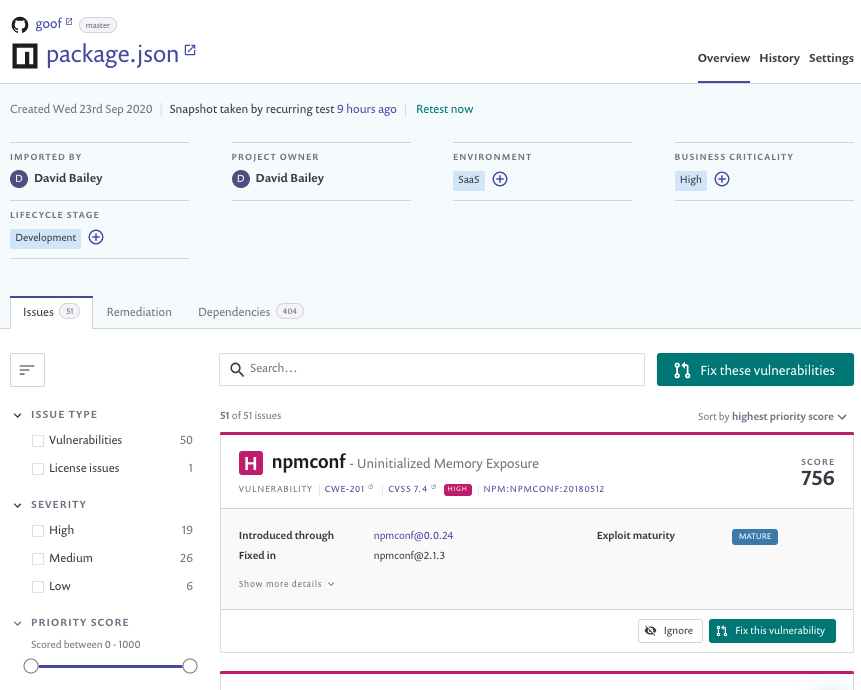 goof master
package.json
Overview History Settings
Created Wed 23rd Sep 2020 | Snapshot taken by recurring test 9 hours ago | Retest now
IMPORTED BY
D David Bailey
PROJECT OWNER
D David Bailey
ENVIRONMENT
SaaS
BUSINESS CRITICALITY
High
LIFECYCLE STAGE
Development
Issues 51 Remediation Dependencies 404
Search...
Fix these vulnerabilities
51 of 51 issues
Sort by highest priority score
ISSUE TYPE
Vulnerabilities 50
License issues 1
SEVERITY
High 19
Medium 26
Low 6
PRIORITY SCORE
Scored between 0 - 1000
H npmconf - Uninitialized Memory Exposure
VULNERABILITY | CWE-201 | CVSS 7.4 HIGH | NPM:NPMCONF:20180512
SCORE
756
Introduced through npmconf@0.0.24
Fixed in npmconf@2.1.3
Exploit maturity MATURE
Show more details
Ignore
Fix this vulnerability